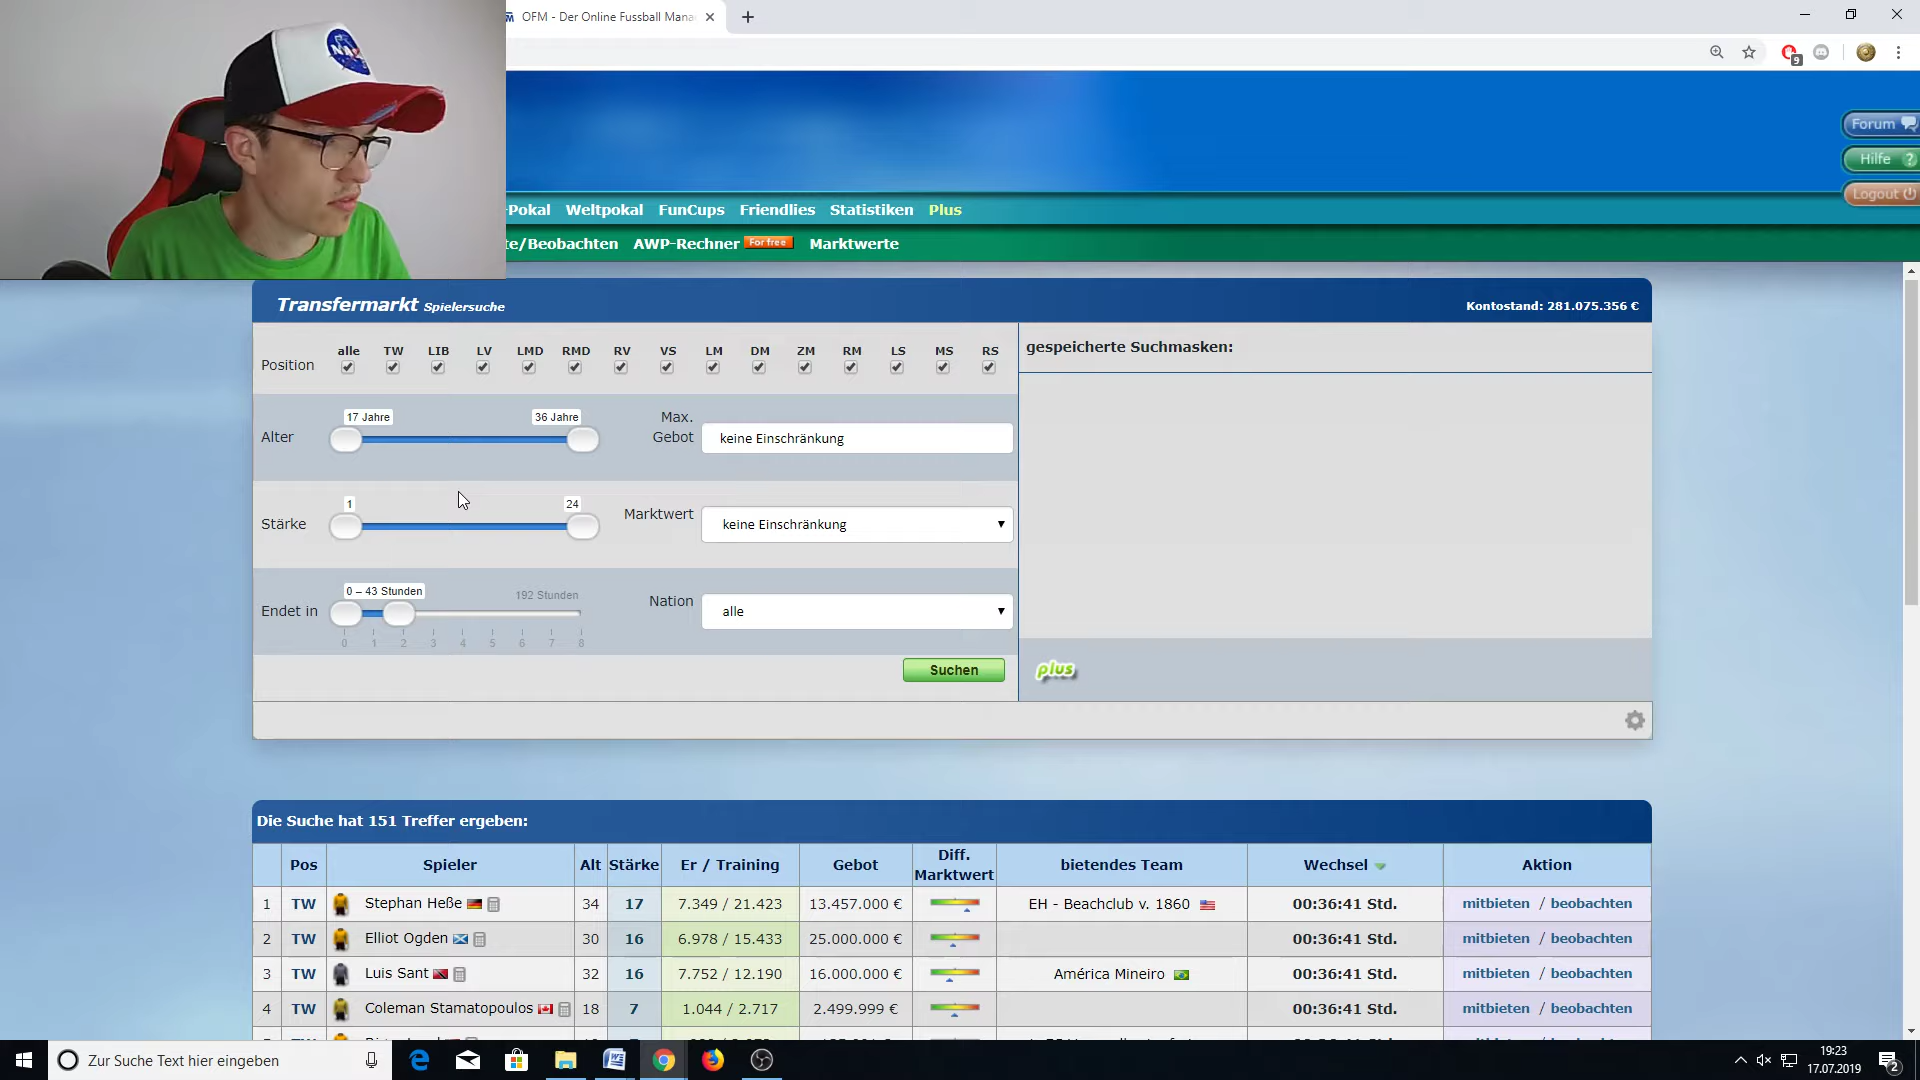 OFM - Der Online Fussball Mana
NASA
9
Forum
Hilfe ?
Logout
-Pokal Weltpokal FunCups Friendlies Statistiken Plus
te/Beobachten AWP-Rechner For free Marktwerte
Transfermarkt Spielersuche
Kontostand: 281.075.356 €
Position alle TW LIB LV LMD RMD RV VS LM DM ZM RM LS MS RS
gespeicherte Suchmasken:
Alter 17 Jahre 36 Jahre
Max. Gebot keine Einschränkung
Stärke 1 24
Marktwert keine Einschränkung
Endet in 0 – 43 Stunden 192 Stunden
0 1 2 3 4 5 6 7 8
Nation alle
Suchen
plus
Die Suche hat 151 Treffer ergeben:
Pos Spieler Alt Stärke Er / Training Gebot Diff. Marktwert bietendes Team Wechsel Aktion
1 TW Stephan Heße 34 17 7.349 / 21.423 13.457.000 € EH - Beachclub v. 1860 00:36:41 Std. mitbieten / beobachten
2 TW Elliot Ogden 30 16 6.978 / 15.433 25.000.000 € 00:36:41 Std. mitbieten / beobachten
3 TW Luis Sant 32 16 7.752 / 12.190 16.000.000 € América Mineiro 00:36:41 Std. mitbieten / beobachten
4 TW Coleman Stamatopoulos 18 7 1.044 / 2.717 2.499.999 € 00:36:41 Std. mitbieten / beobachten
Zur Suche Text hier eingeben
19:23
17.07.2019
2